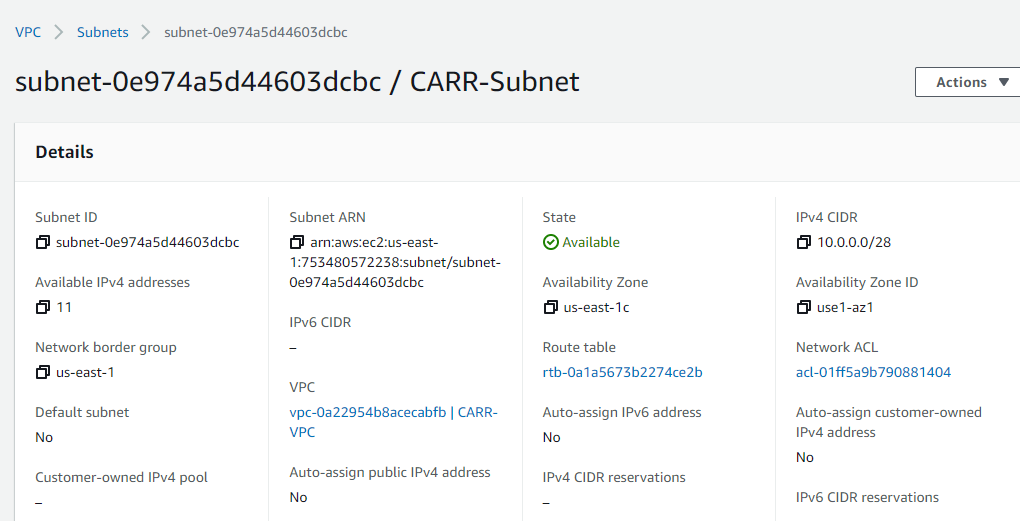 VPC > Subnets > subnet-0e974a5d44603dcbc
subnet-0e974a5d44603dcbc / CARR-Subnet
Actions
Details
Subnet ID
subnet-0e974a5d44603dcbc
Available IPv4 addresses
11
Network border group
us-east-1
Default subnet
No
Customer-owned IPv4 pool
–
Subnet ARN
arn:aws:ec2:us-east-
1:753480572238:subnet/subnet-
0e974a5d44603dcbc
IPv6 CIDR
–
VPC
vpc-0a22954b8acecabfb | CARR-
VPC
Auto-assign public IPv4 address
No
State
Available
Availability Zone
us-east-1c
Route table
rtb-0a1a5673b2274ce2b
Auto-assign IPv6 address
No
IPv4 CIDR reservations
–
IPv4 CIDR
10.0.0.0/28
Availability Zone ID
use1-az1
Network ACL
acl-01ff5a9b790881404
Auto-assign customer-owned
IPv4 address
No
IPv6 CIDR reservations